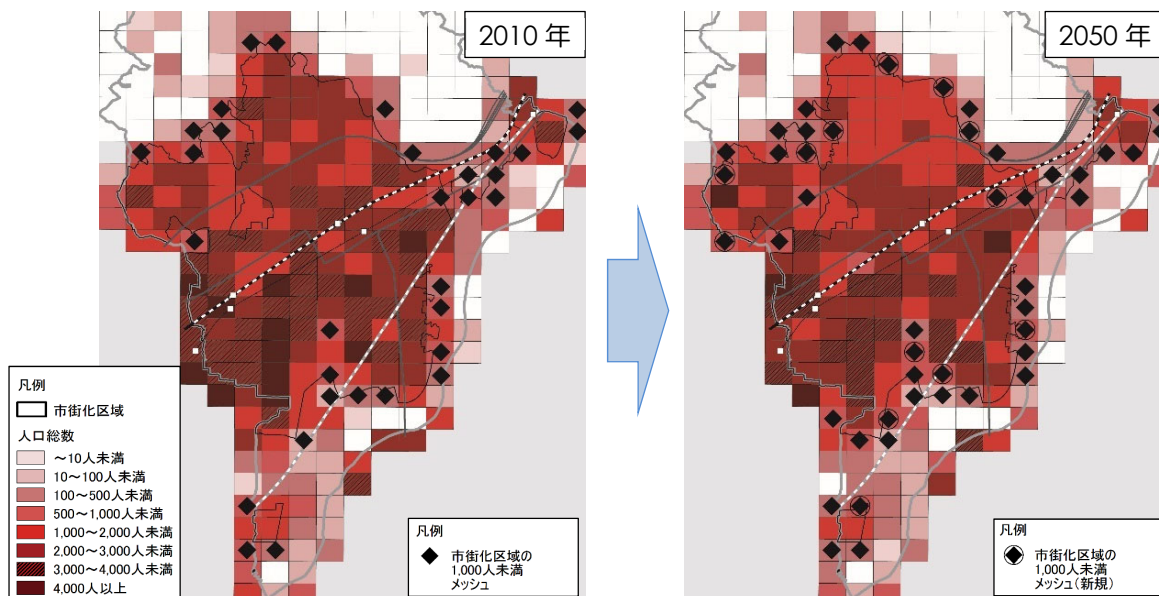 2010 年
2050 年
凡例
市街化区域
人口総数
～10人未満
10～100人未満
100～500人未満
500～1,000人未満
1,000～2,000人未満
2,000～3,000人未満
3,000～4,000人未満
4,000人以上
凡例
市街化区域の
1,000人未満
メッシュ
凡例
市街化区域の
1,000人未満
メッシュ(新規)